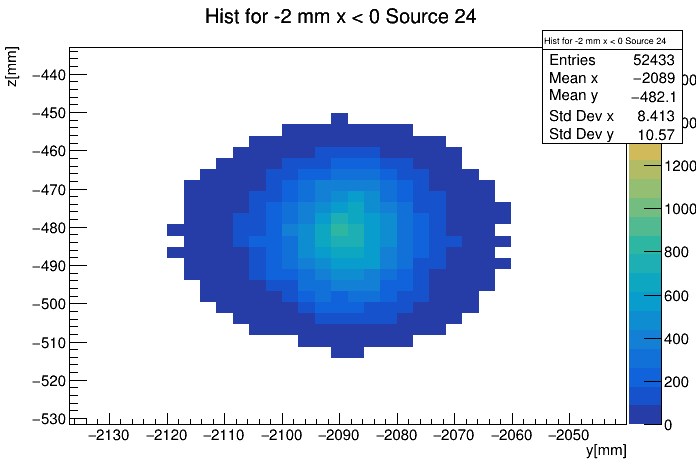 Hist for -2 mm x < 0 Source 24
z[mm]
Hist for -2 mm x < 0 Source 24
Entries 52433
Mean x −2089
Mean y −482.1
Std Dev x 8.413
Std Dev y 10.57
−440
−450
−460
−470
−480
−490
−500
−510
−520
−530
1200
1000
800
600
400
200
0
−2130 −2120 −2110 −2100 −2090 −2080 −2070 −2060 −2050
y[mm]